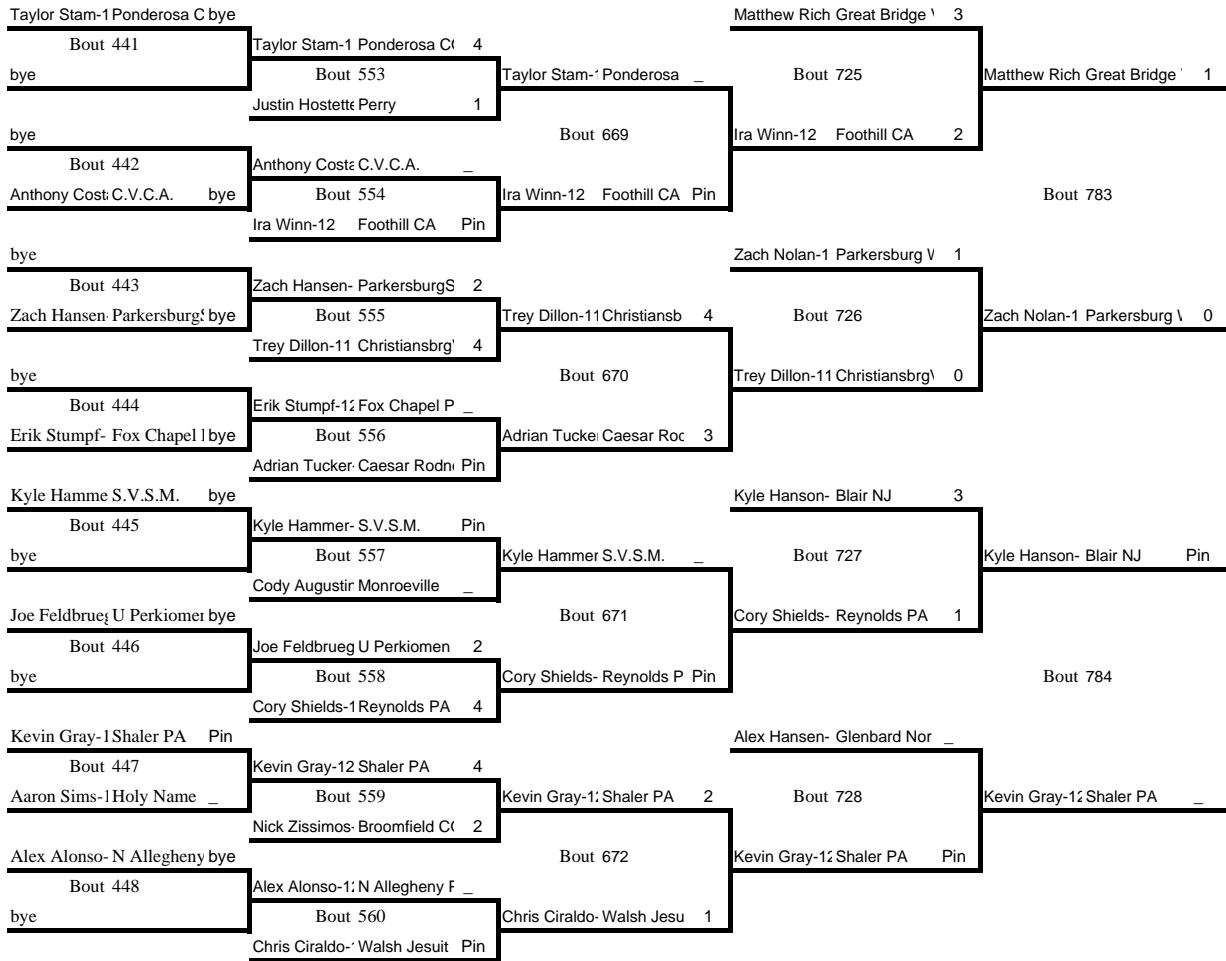 Taylor Stam-1 Ponderosa C bye Matthew Rich Great Bridge 3
Bout 441 Taylor Stam-1 Ponderosa C 4
bye Bout 553 Taylor Stam-1 Ponderosa _ Bout 725 Matthew Rich Great Bridge 1
Justin Hostette Perry 1
bye Bout 669 Ira Winn-12 Foothill CA 2
Bout 442 Anthony Costa C.V.C.A. _
Anthony Cost C.V.C.A. bye Bout 554 Ira Winn-12 Foothill CA Pin Bout 783
Ira Winn-12 Foothill CA Pin
bye Zach Nolan-1 Parkersburg 1
Bout 443 Zach Hansen- ParkersburgS 2
Zach Hansen- Parkersburg bye Bout 555 Trey Dillon-11 Christiansb 4 Bout 726 Zach Nolan-1 Parkersburg 0
Trey Dillon-11 Christiansbrg 4
bye Bout 670 Trey Dillon-11 Christiansbrg 0
Bout 444 Erik Stumpf-12 Fox Chapel P _
Erik Stumpf- Fox Chapel bye Bout 556 Adrian Tucker Caesar Roc 3
Adrian Tucker- Caesar Rodn Pin
Kyle Hamme S.V.S.M. bye Kyle Hanson- Blair NJ 3
Bout 445 Kyle Hammer- S.V.S.M. Pin
bye Bout 557 Kyle Hammer S.V.S.M. _ Bout 727 Kyle Hanson- Blair NJ Pin
Cody Augustin Monroeville _
Joe Feldbrueg U Perkiomen bye Bout 671 Cory Shields- Reynolds PA 1
Bout 446 Joe Feldbrueg U Perkiomen 2
bye Bout 558 Cory Shields- Reynolds P Pin Bout 784
Cory Shields-1 Reynolds PA 4
Kevin Gray-1 Shaler PA Pin Alex Hansen- Glenbard Nor _
Bout 447 Kevin Gray-12 Shaler PA 4
Aaron Sims-1 Holy Name _ Bout 559 Kevin Gray-12 Shaler PA 2 Bout 728 Kevin Gray-12 Shaler PA _
Nick Zissimos- Broomfield C 2
Alex Alonso- N Allegheny bye Bout 672 Kevin Gray-12 Shaler PA Pin
Bout 448 Alex Alonso-12 N Allegheny P _
bye Bout 560 Chris Ciraldo- Walsh Jesu 1
Chris Ciraldo-1 Walsh Jesuit Pin